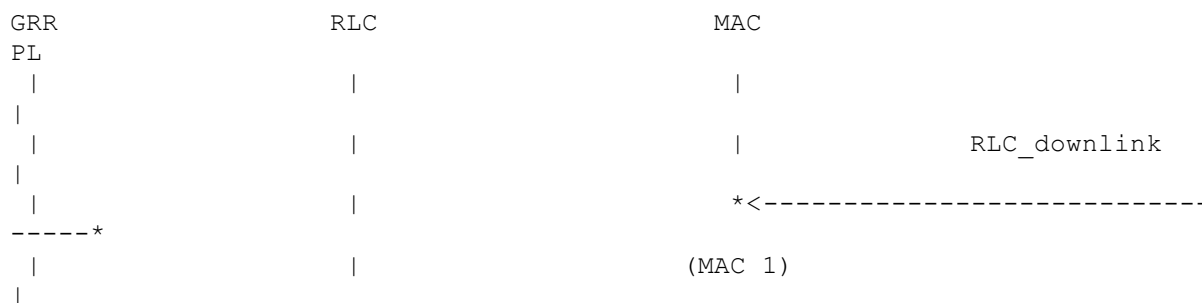 GRR                 RLC                     MAC
PL
 |                   |                       |
|
 |                   |                       |              RLC_downlink
|
 |                   |                       *<----------------------------
-----*
 |                   |                    (MAC 1)
|